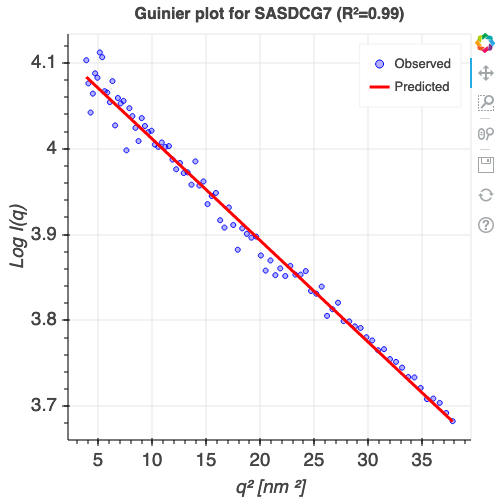 Guinier plot for SASDCG7 (R²=0.99)
Observed
Predicted
4.1
4
3.9
3.8
3.7
Log I(q)
5 10 15 20 25 30 35
q² [nm ²]